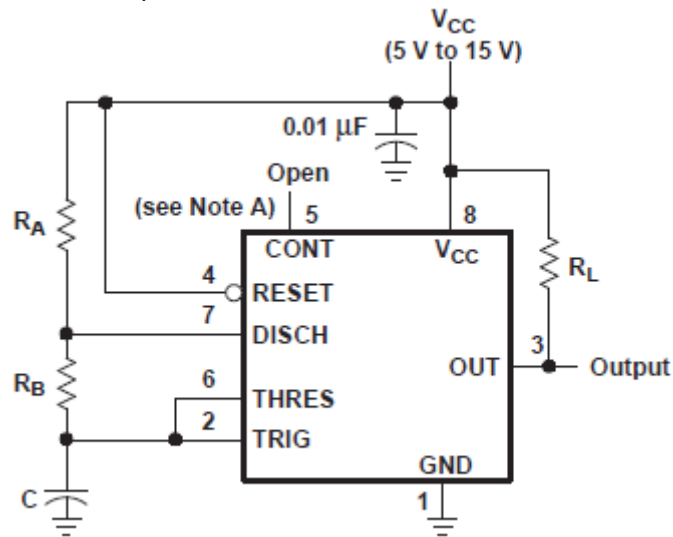 VCC
(5 V to 15 V)
0.01 μF
Open
(see Note A)
5
8
RA
CONT
VCC
RL
4
RESET
7
DISCH
3
OUT
Output
RB
6
THRES
2
TRIG
GND
C
1